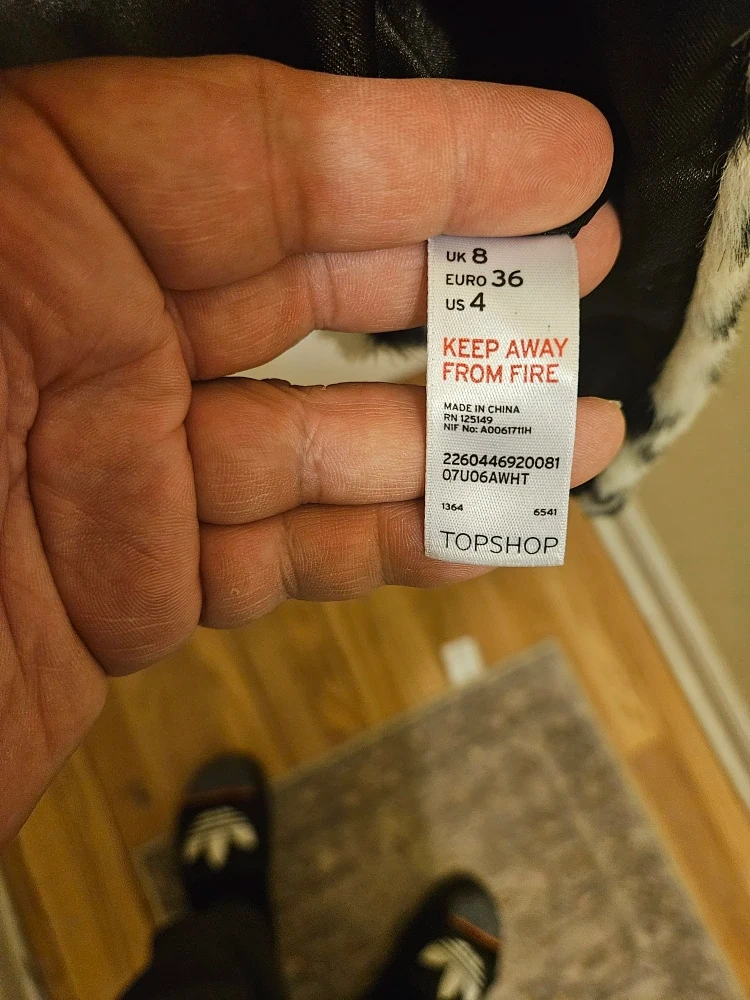 UK 8
EURO 36
US 4
KEEP AWAY
FROM FIRE
MADE IN CHINA
RN 125149
NIF No: A0061711H
2260446920081
07U06AWHT
1364 6541
TOPSHOP